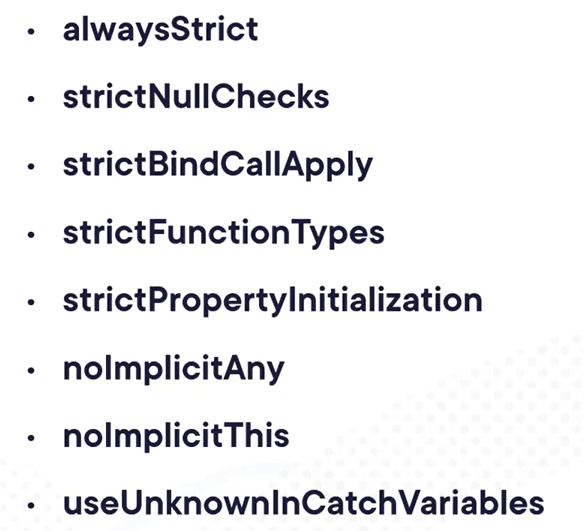 • alwaysStrict
• strictNullChecks
• strictBindCallApply
• strictFunctionTypes
• strictPropertyInitialization
• noImplicitAny
• noImplicitThis
• useUnknownInCatchVariables